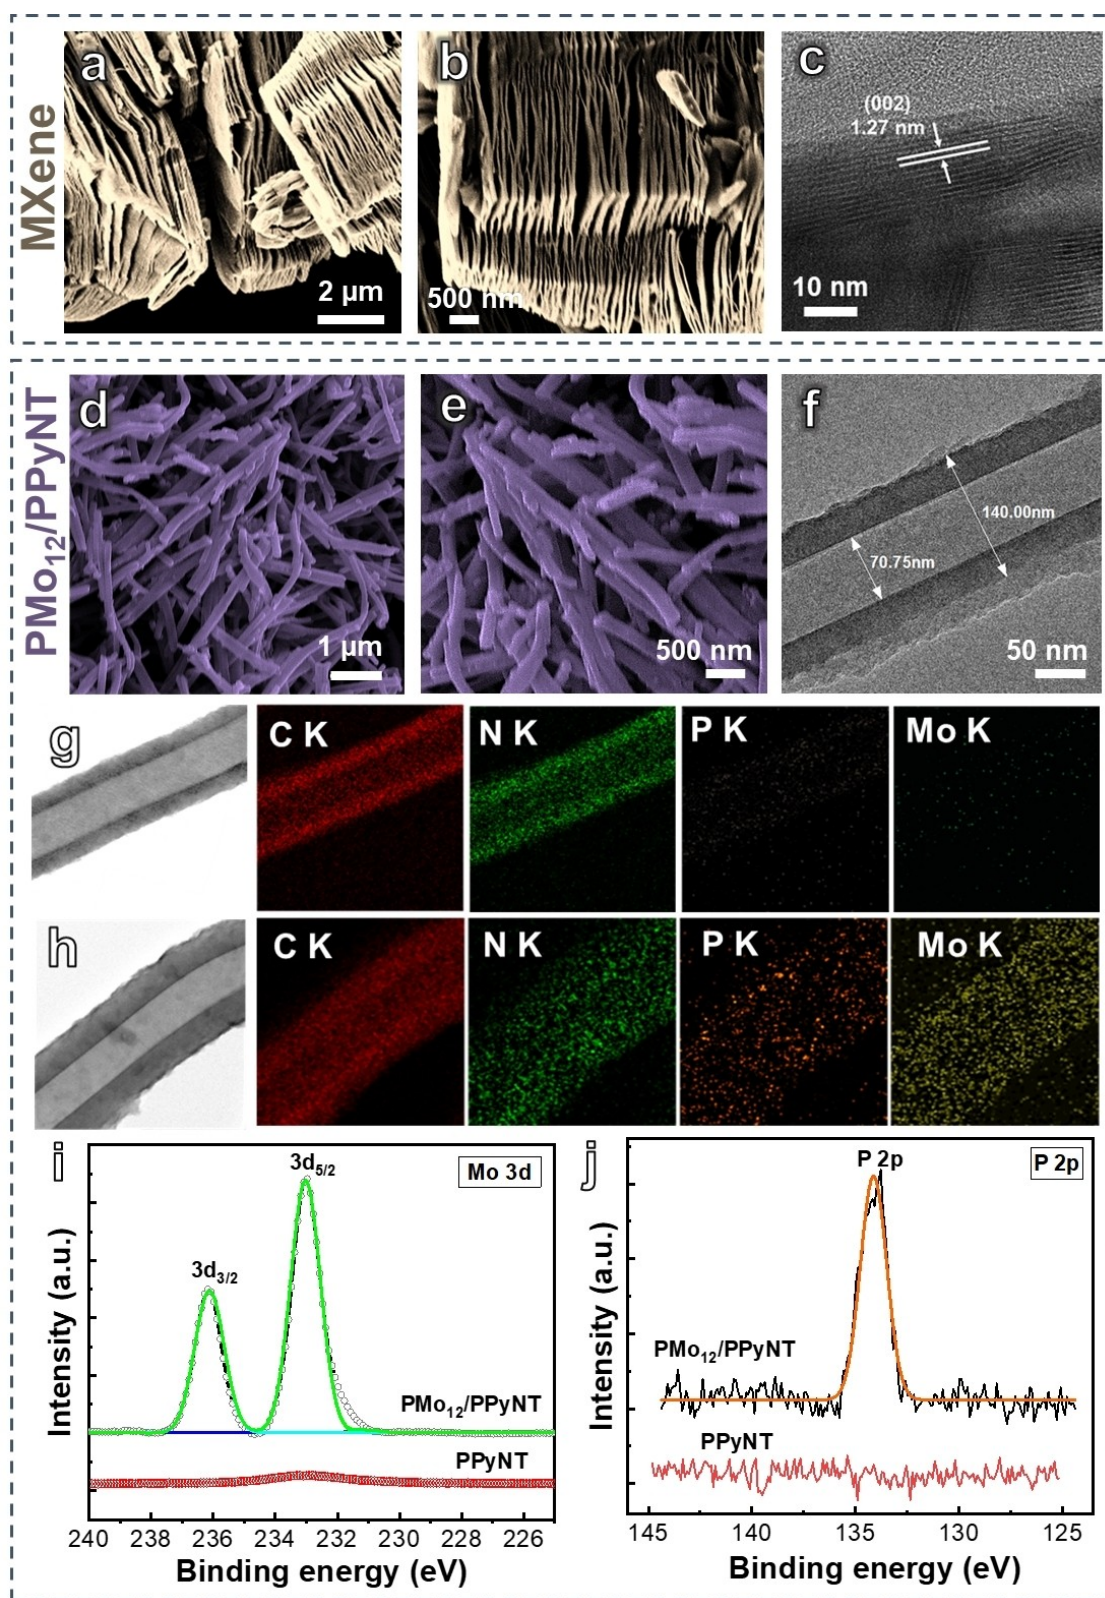 MXene
a
2 µm
b
500 nm
c
(002)
1.27 nm
10 nm
PMo₁₂/PPyNT
d
1 µm
e
500 nm
f
140.00nm
70.75nm
50 nm
g
C K
N K
P K
Mo K
h
C K
N K
P K
Mo K
i
Mo 3d
3d₅/₂
3d₃/₂
PMo₁₂/PPyNT
PPyNT
Intensity (a.u.)
240 238 236 234 232 230 228 226
Binding energy (eV)
j
P 2p
P 2p
PMo₁₂/PPyNT
PPyNT
Intensity (a.u.)
145 140 135 130 125
Binding energy (eV)